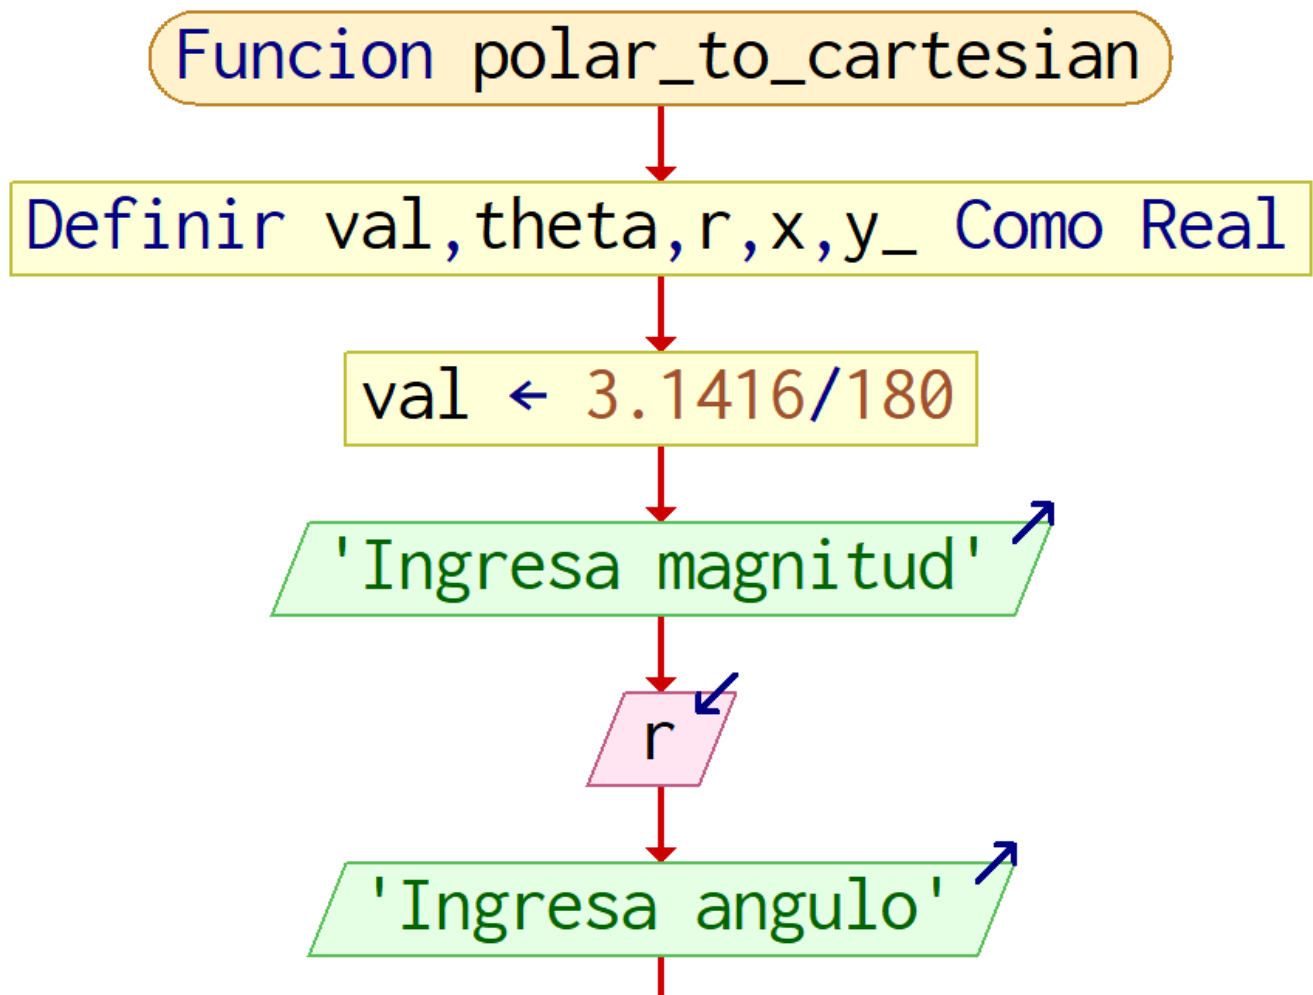 Funcion polar_to_cartesian
Definir val,theta,r,x,y_ Como Real
val ← 3.1416/180
'Ingresa magnitud'
r
'Ingresa angulo'